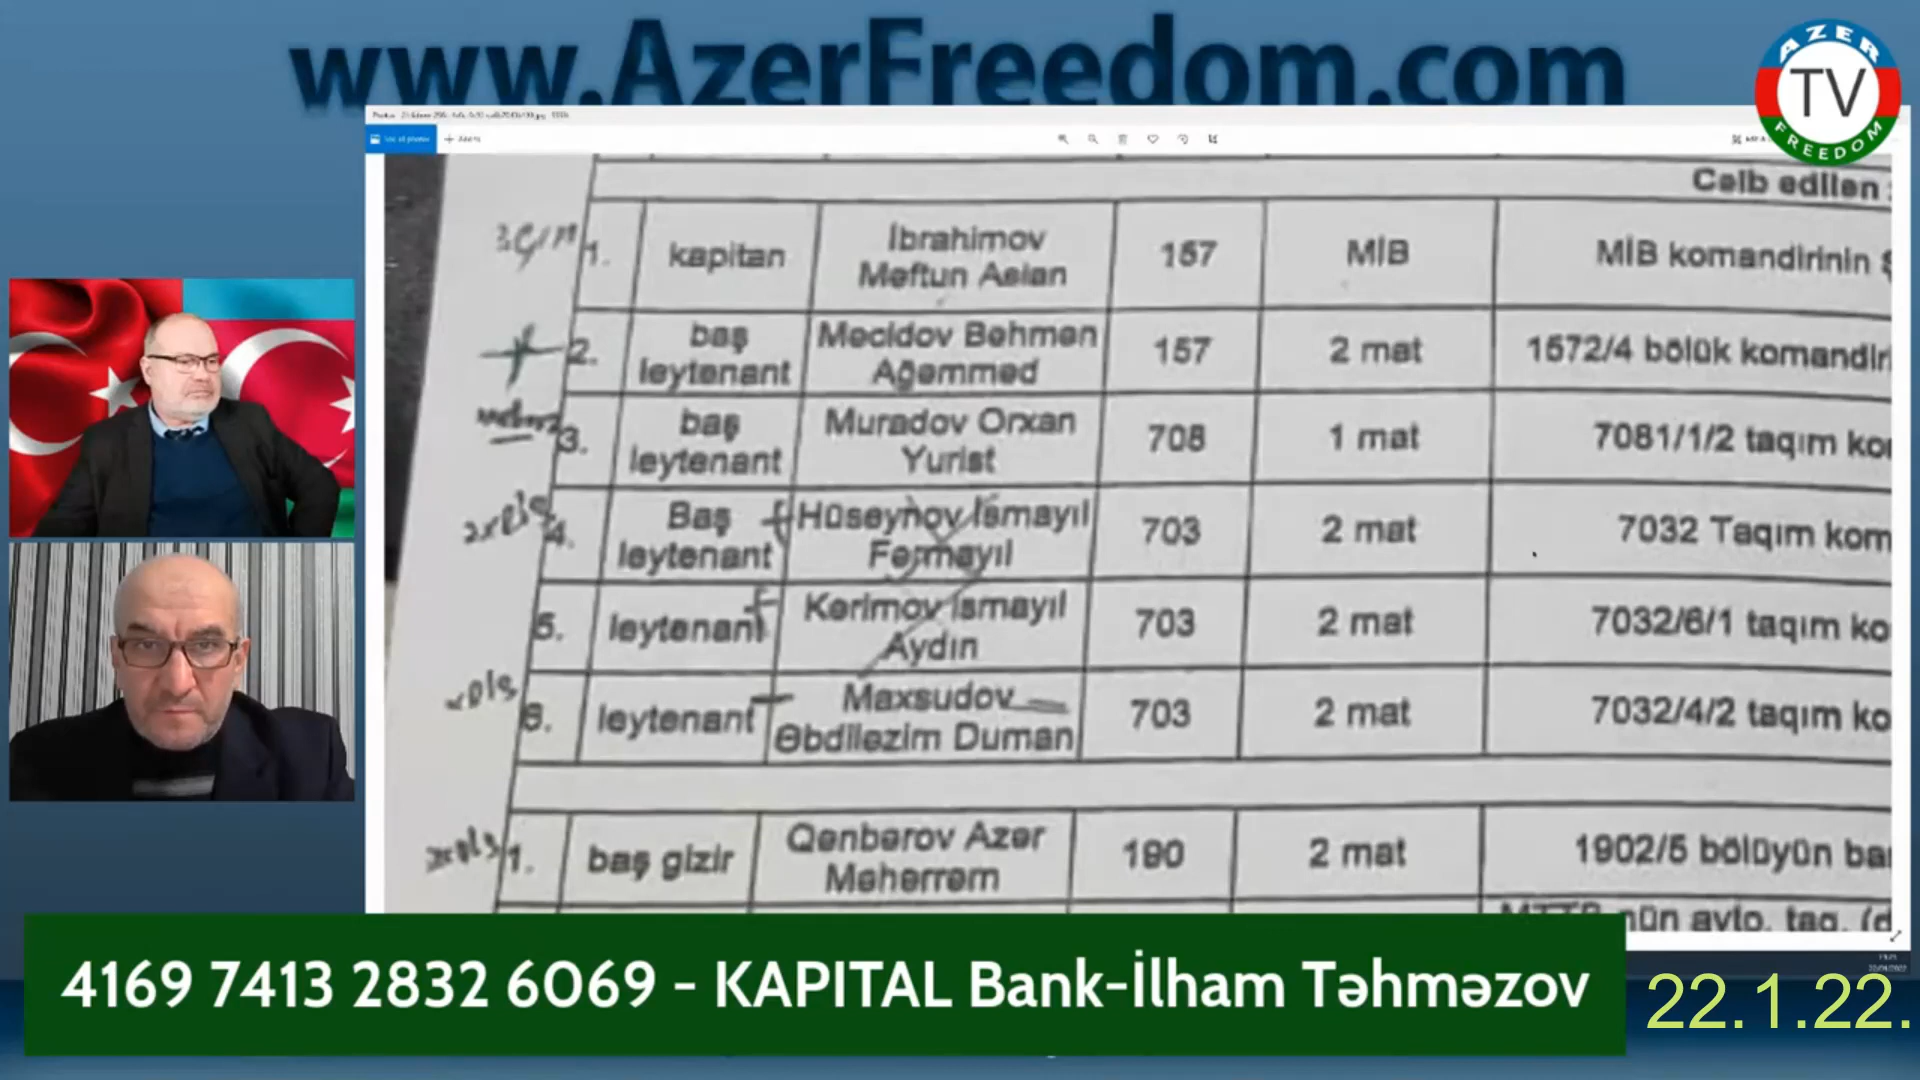 www.AzerFreedom.com
AZER
TV
FREEDOM
Cəlb edilən
1. kapitan İbrahimov Məftun Aslan 157 MİB MİB komandirinin
2. baş leytenant Məcidov Bəhmən Ağəmməd 157 2 mat 1572/4 bölük komandir
3. baş leytenant Muradov Orxan Yurist 708 1 mat 7081/1/2 taqım ko
4. Baş leytenant Hüseynov İsmayıl Fərmayıl 703 2 mat 7032 Taqım kom
5. leytenant Kərimov İsmayıl Aydın 703 2 mat 7032/6/1 taqım ko
6. leytenant Maxsudov Əbdiləzim Duman 703 2 mat 7032/4/2 taqım ko
1. baş gizir Qənbərov Azər Məhərrəm 190 2 mat 1902/5 bölüyün ba
4169 7413 2832 6069 - KAPITAL Bank-İlham Təhməzov
22.1.22.